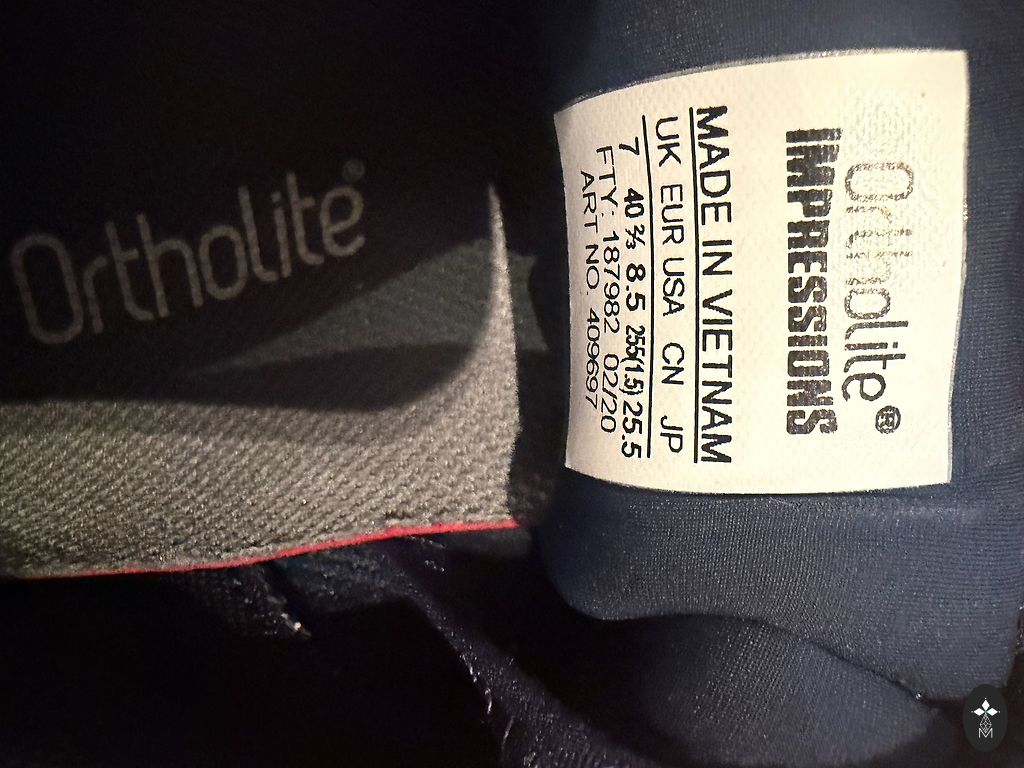 Ortholite®
Ortholite®
IMPRESSIONS
MADE IN VIETNAM
UK EUR USA CN JP
7 40 ⅔ 8.5 255(1.5) 25.5
FTY: 187982 02/20
ART NO. 409697
M